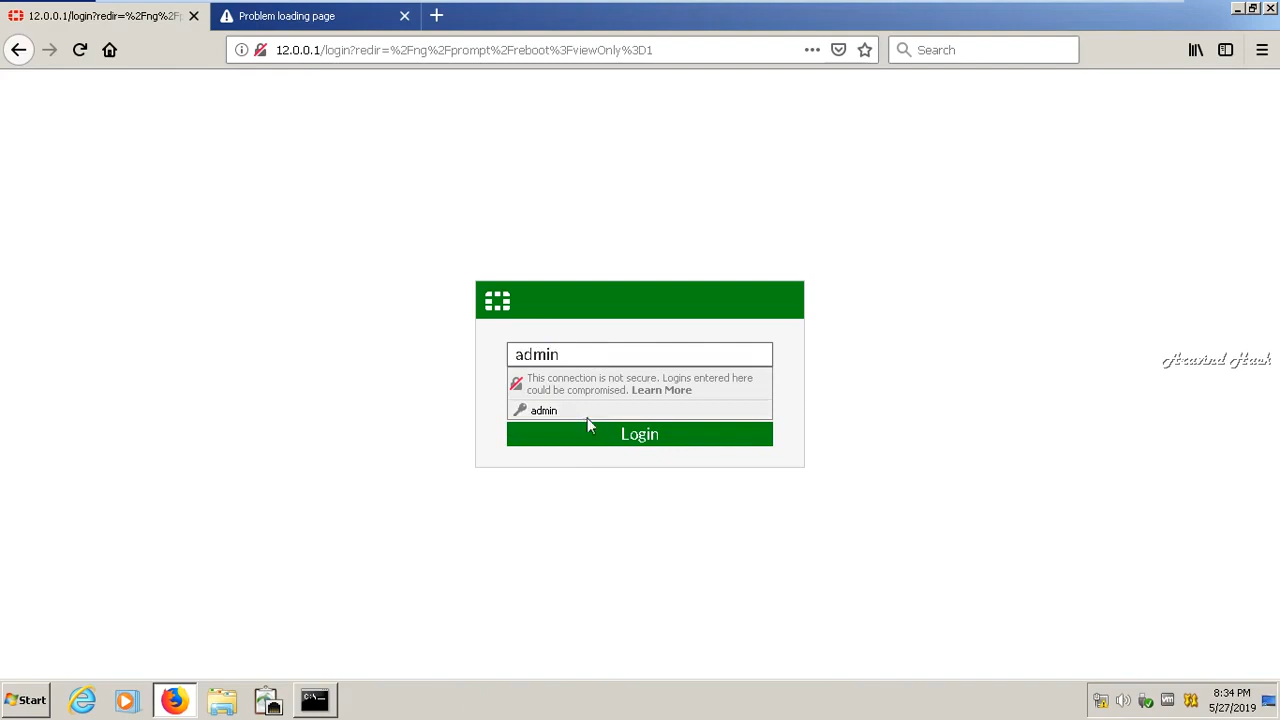 12.0.0.1/login?redir=%2Fng%2F
Problem loading page
12.0.0.1/login?redir=%2Fng%2Fprompt%2Freboot%3FviewOnly%3D1
Search
admin
This connection is not secure. Logins entered here
could be compromised. Learn More
admin
Login
Aravind Hack
Start
C:\
8:34 PM
5/27/2019